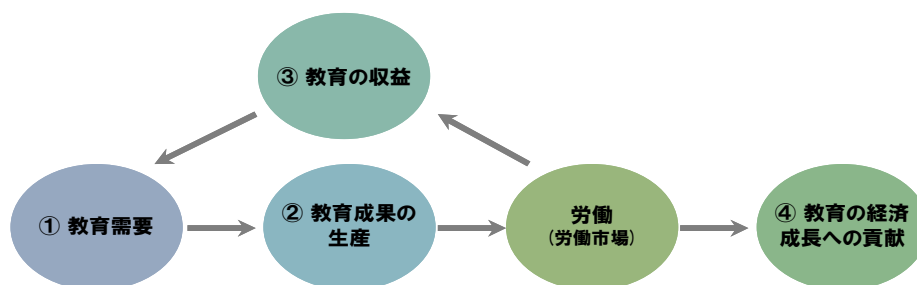 ③ 教育の収益
① 教育需要
② 教育成果の
生産
労働
(労働市場)
④ 教育の経済
成長への貢献